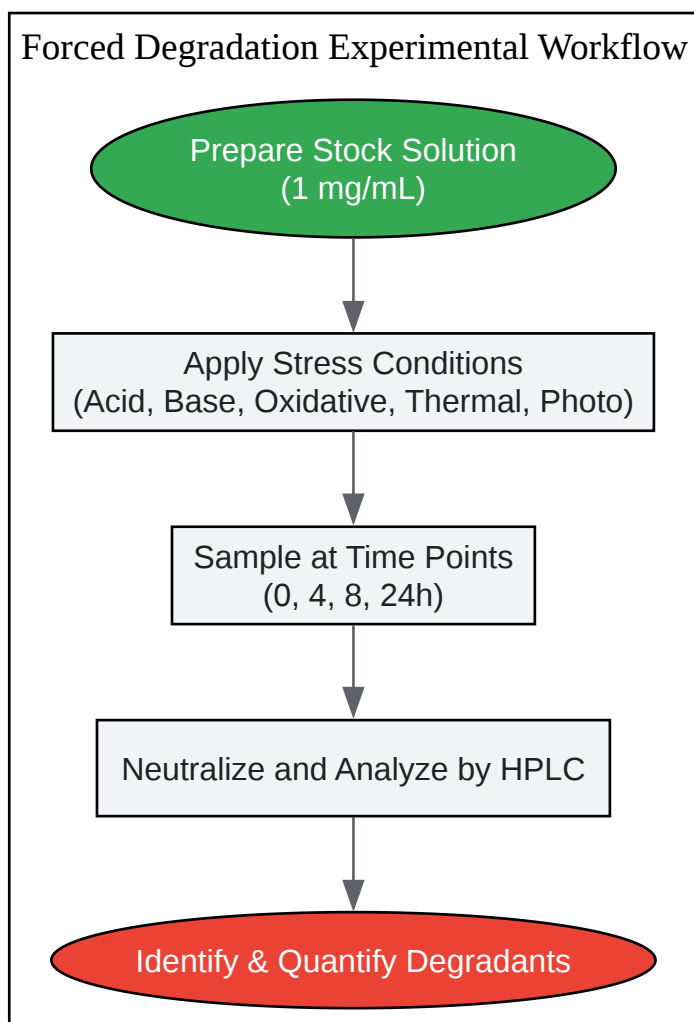 Forced Degradation Experimental Workflow
Prepare Stock Solution
(1 mg/mL)
Apply Stress Conditions
(Acid, Base, Oxidative, Thermal, Photo)
Sample at Time Points
(0, 4, 8, 24h)
Neutralize and Analyze by HPLC
Identify & Quantify Degradants